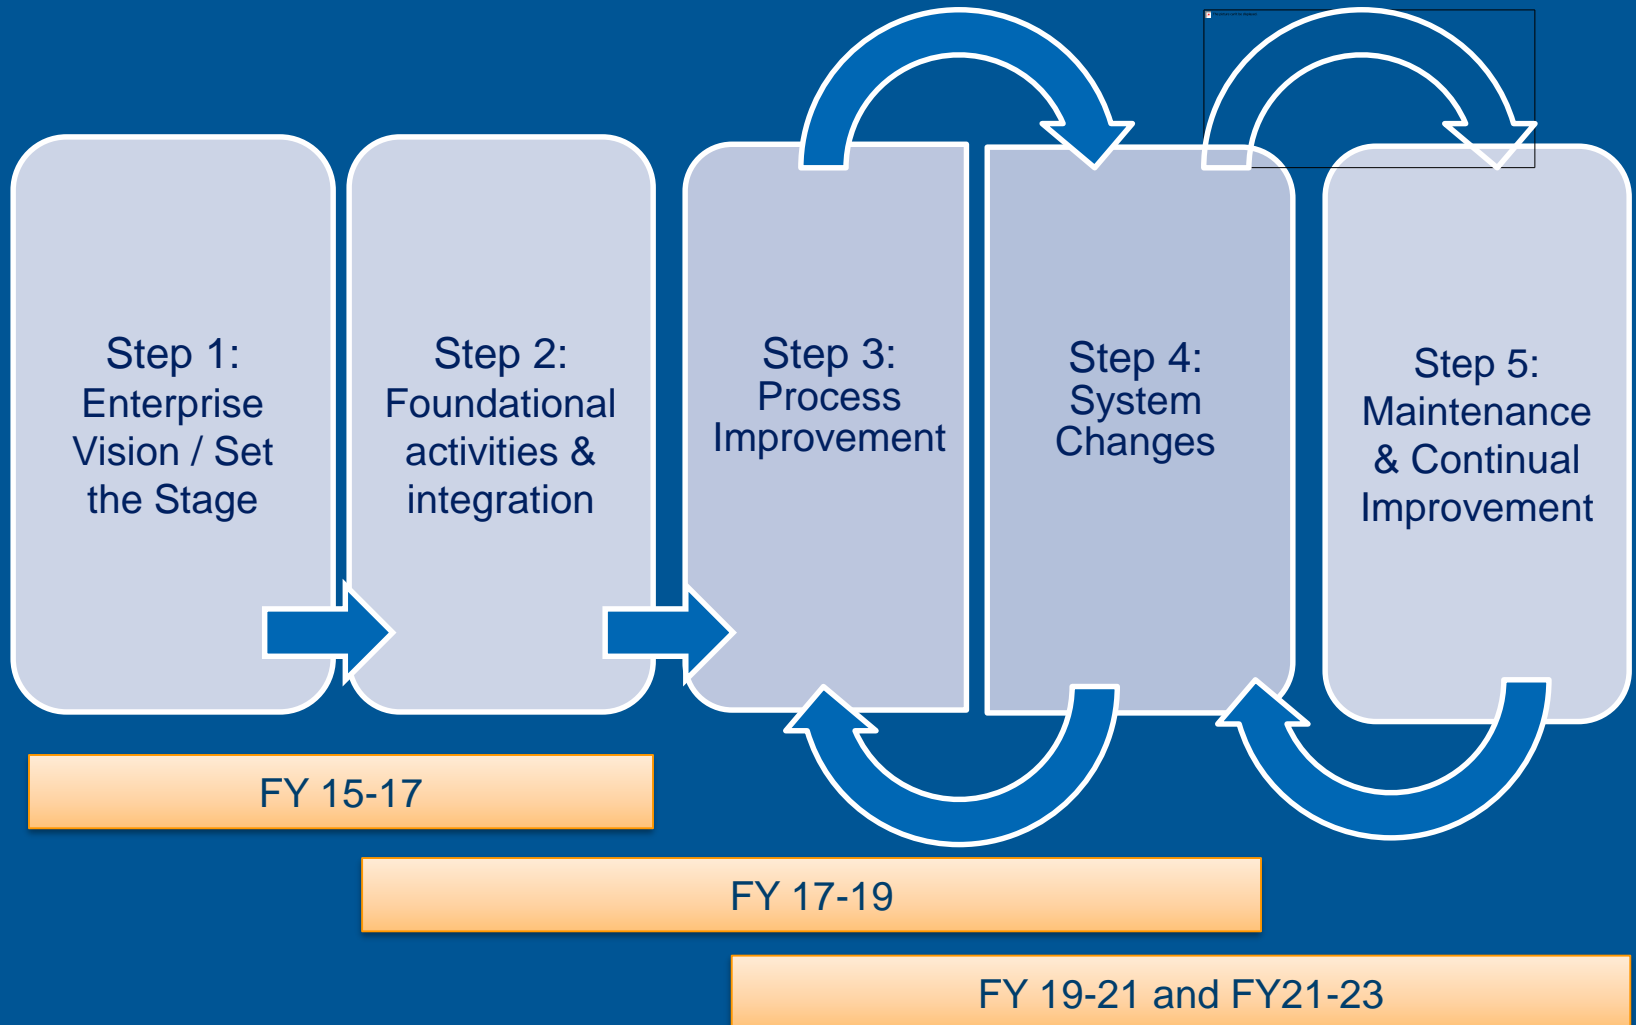 Step 1:
Enterprise
Vision / Set
the Stage
Step 2:
Foundational
activities &
integration
Step 3:
Process
Improvement
Step 4:
System
Changes
Step 5:
Maintenance
& Continual
Improvement
FY 15-17
FY 17-19
FY 19-21 and FY21-23